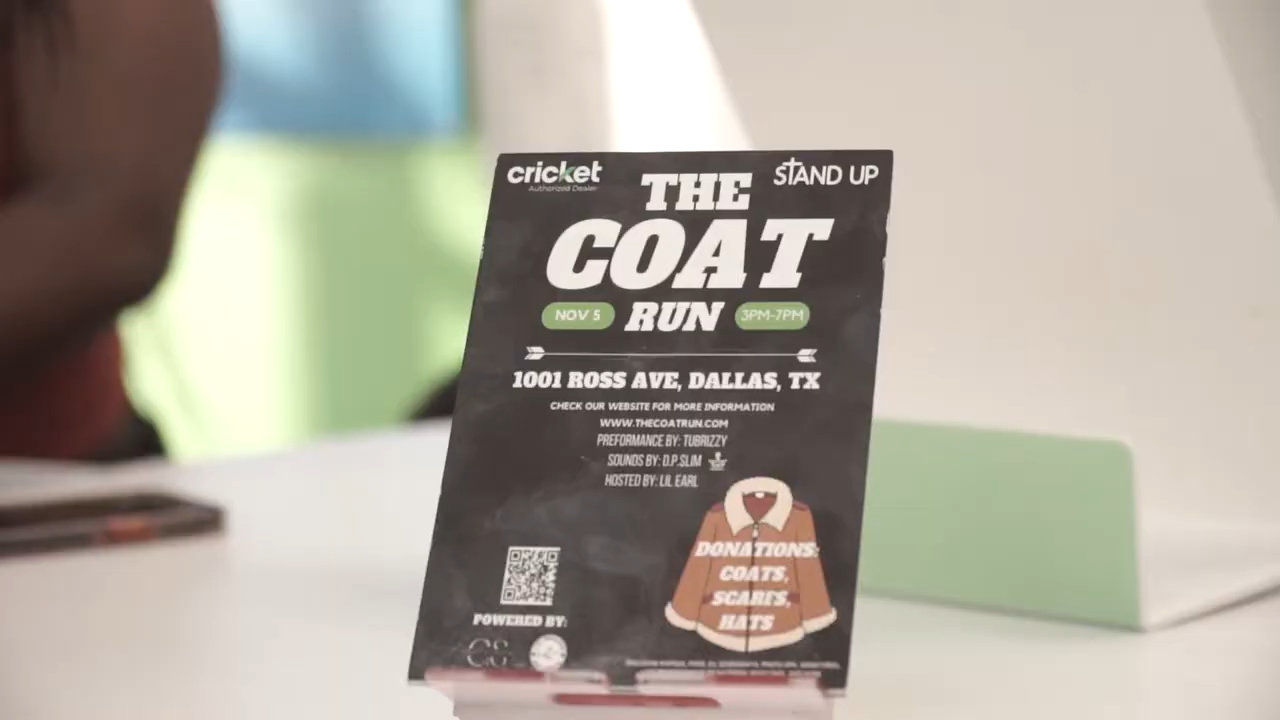 cricket
Authorized Dealer
STAND UP
THE
COAT
NOV 5
RUN
3PM-7PM
1001 ROSS AVE, DALLAS, TX
CHECK OUR WEBSITE FOR MORE INFORMATION
WWW.THECOATRUN.COM
PREFORMANCE BY: TUBRIZZY
SOUNDS BY: D.P.SLIM
HOSTED BY: LIL EARL
DONATIONS:
COATS,
SCARFS,
HATS
POWERED BY: